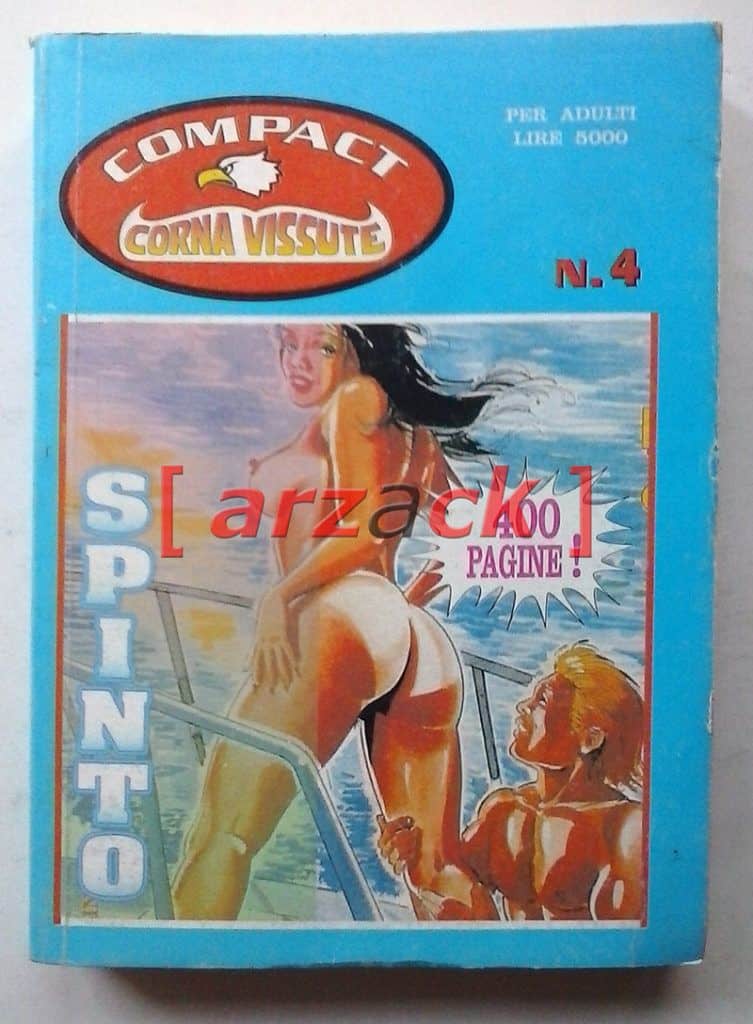 COMPACT
CORNA VISSUTE
PER ADULTI
LIRE 5000
N.4
SPINTO
[ arzack ]
400
PAGINE !